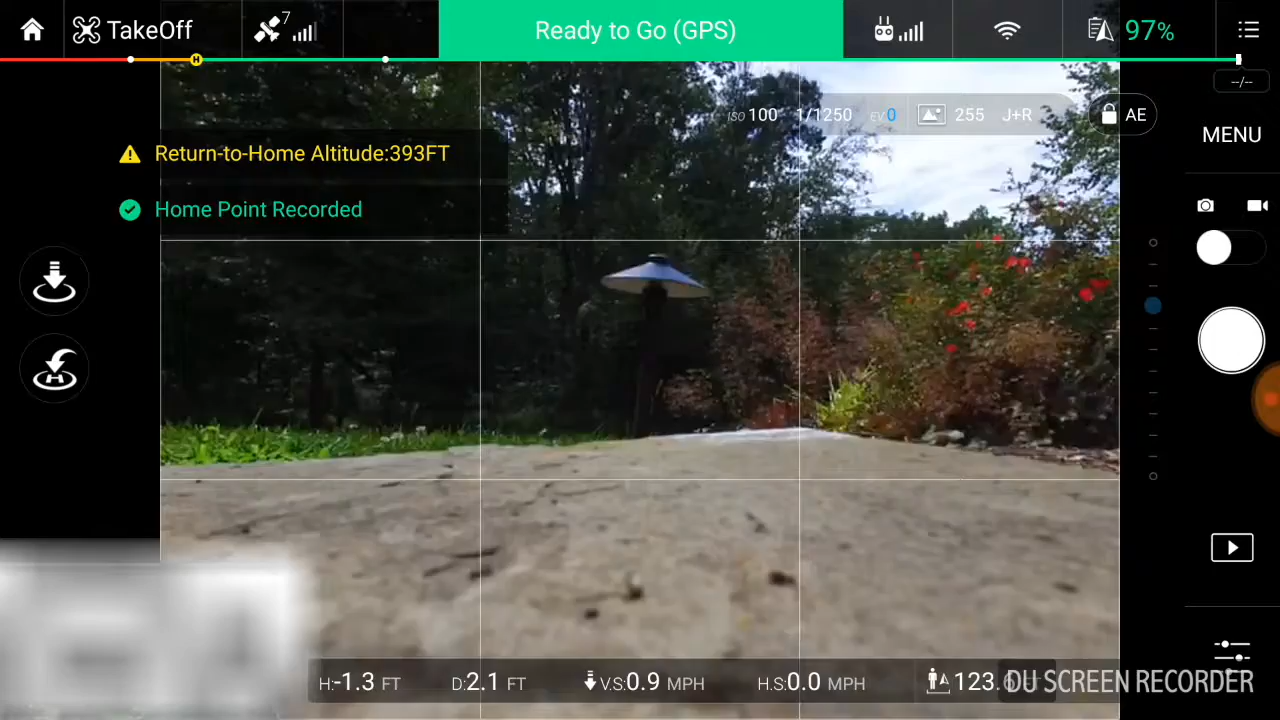 TakeOff 7 Ready to Go (GPS) 97%
H
--/--
ISO 100 1/1250 EV 0 255 J+R AE
MENU
Return-to-Home Altitude:393FT
Home Point Recorded
H
H:-1.3 FT D:2.1 FT V.S:0.9 MPH H.S:0.0 MPH 123.
DU SCREEN RECORDER